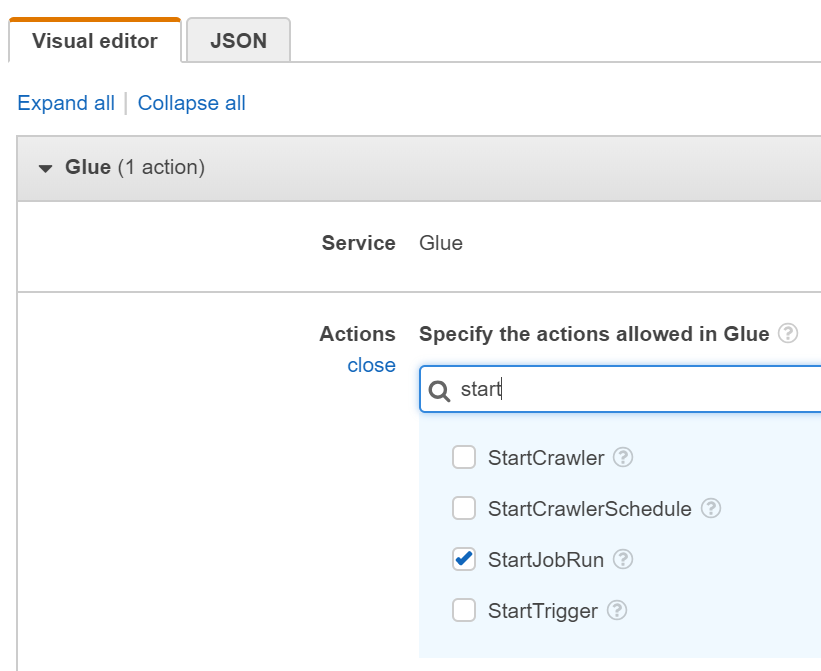 Visual editor
JSON
Expand all
Collapse all
Glue (1 action)
Service Glue
Actions Specify the actions allowed in Glue ?
close
start
StartCrawler ?
StartCrawlerSchedule ?
StartJobRun ?
StartTrigger ?